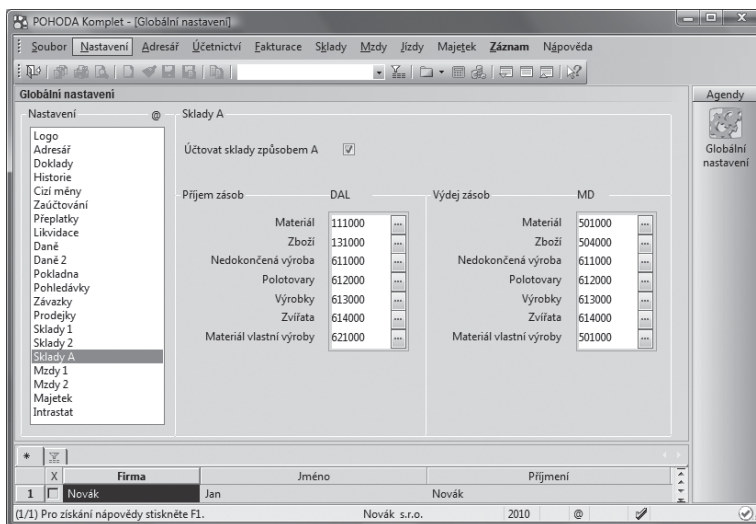 POHODA Komplet - [Globální nastavení]
Soubor Nastavení Adresář Účetnictví Fakturace Sklady Mzdy Jízdy Majetek Záznam Nápověda
Globální nastavení
Agendy
Globální nastavení
Nastavení @
Logo
Adresář
Doklady
Historie
Cizí měny
Zaúčtování
Přeplatky
Likvidace
Daně
Daně 2
Pokladna
Pohledávky
Závazky
Prodejky
Sklady 1
Sklady 2
Sklady A
Mzdy 1
Mzdy 2
Majetek
Intrastat
Sklady A
Účtovat sklady způsobem A
Příjem zásob DAL
Materiál 111000 ...
Zboží 131000 ...
Nedokončená výroba 611000 ...
Polotovary 612000 ...
Výrobky 613000 ...
Zvířata 614000 ...
Materiál vlastní výroby 621000 ...
Výdej zásob MD
Materiál 501000 ...
Zboží 504000 ...
Nedokončená výroba 611000 ...
Polotovary 612000 ...
Výrobky 613000 ...
Zvířata 614000 ...
Materiál vlastní výroby 501000 ...
*
X Firma Jméno Příjmení
1 Novák Jan Novák
(1/1) Pro získání nápovědy stiskněte F1. Novák s.r.o. 2010 @